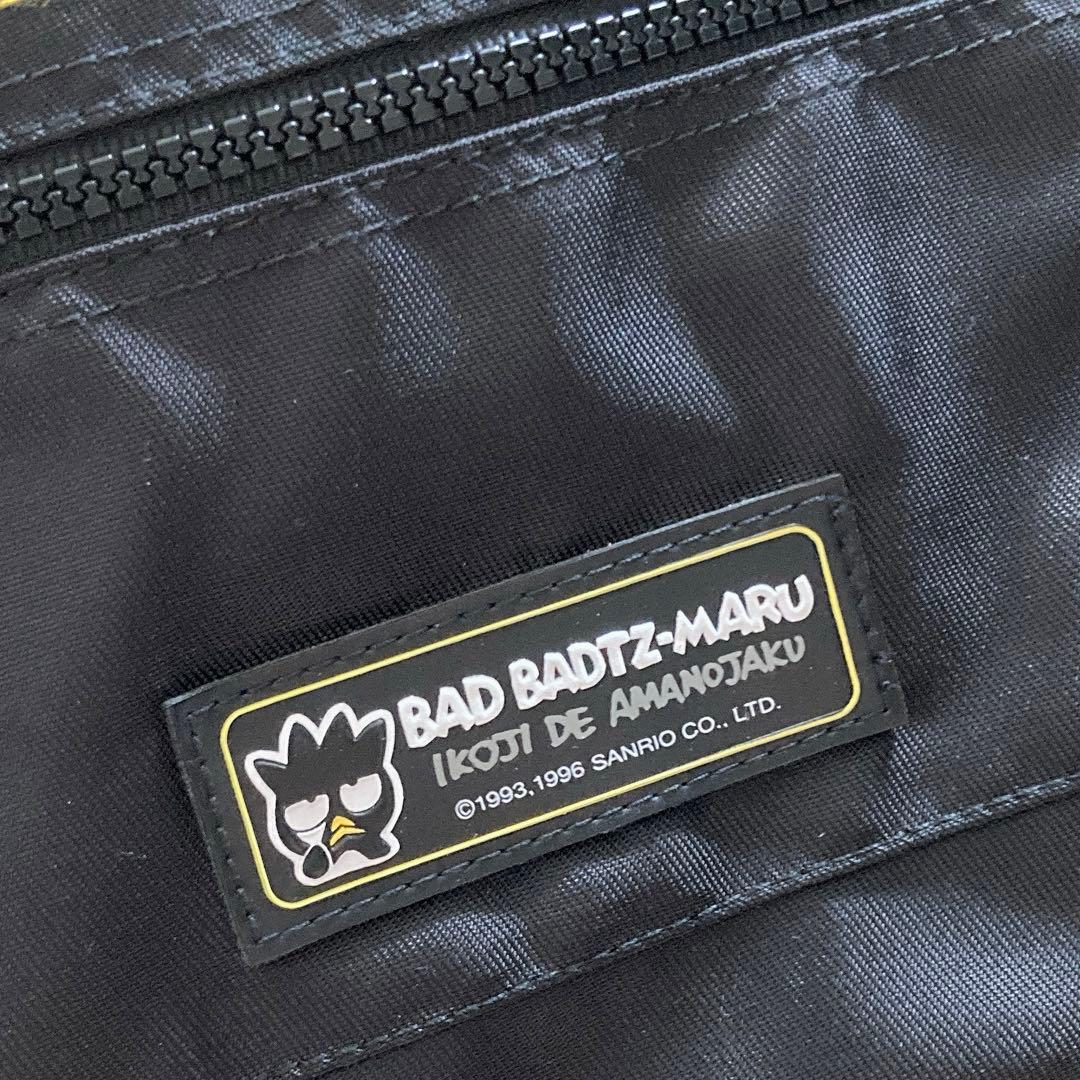 BAD BADTZ-MARU
IKOJI DE AMANOJAKU
©1993,1996 SANRIO CO., LTD.